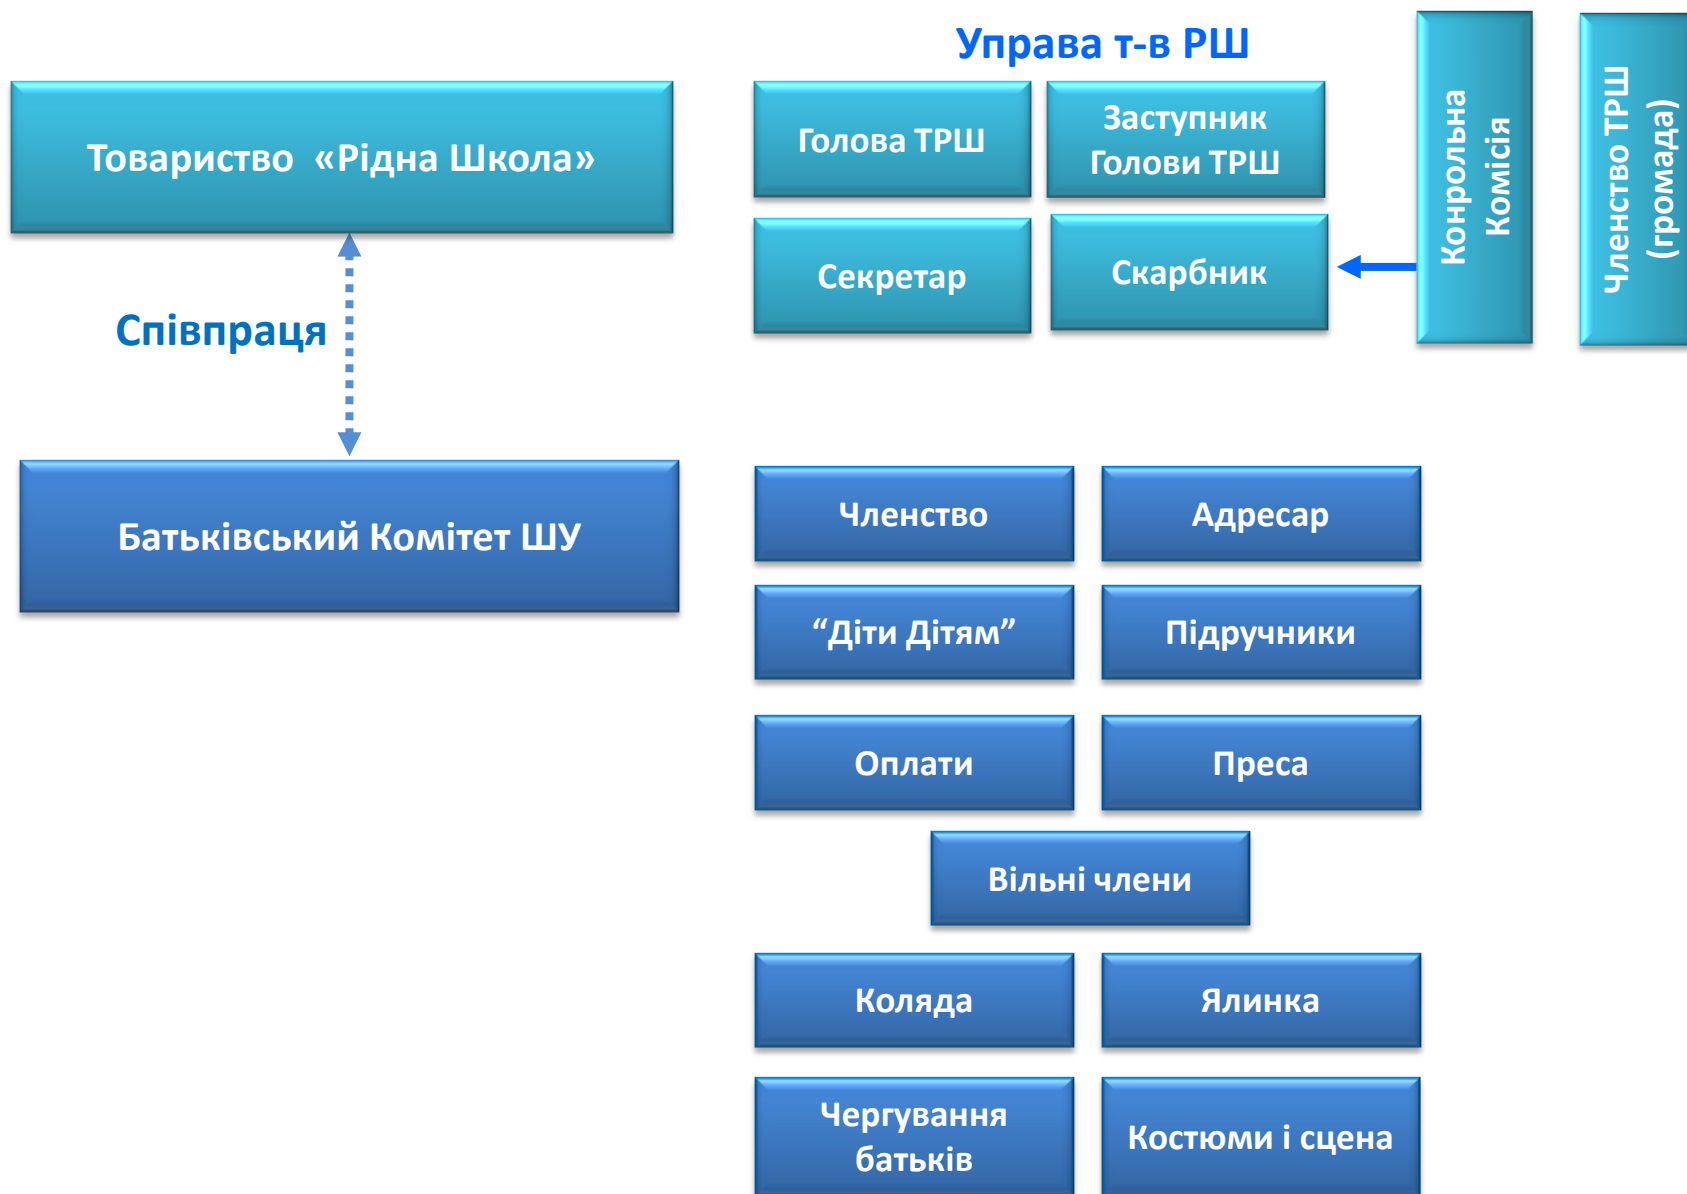 Управа т-в РШ
Товариство «Рідна Школа»
Голова ТРШ
Заступник
Голови ТРШ
Секретар
Скарбник
Конрольна
Комісія
Членство ТРШ
(громада)
Співпраця
Батьківський Комітет ШУ
Членство
Адресар
“Діти Дітям”
Підручники
Оплати
Преса
Вільні члени
Коляда
Ялинка
Чергування
батьків
Костюми і сцена